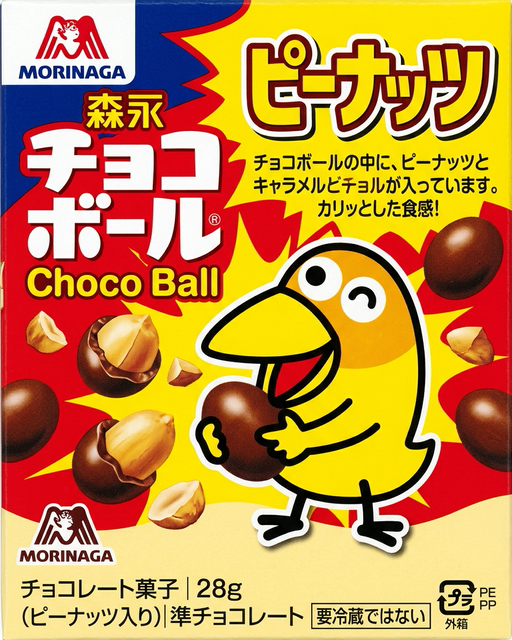 MORINAGA
ピーナッツ
森永
チョコ
ボール®
Choco Ball
チョコボールの中に、ピーナッツと
キャラメルビチョルが入っています。
カリッとした食感!
MORINAGA
チョコレート菓子 28g
(ピーナッツ入り) 準チョコレート 要冷蔵ではない
プラ
PE
PP
外箱